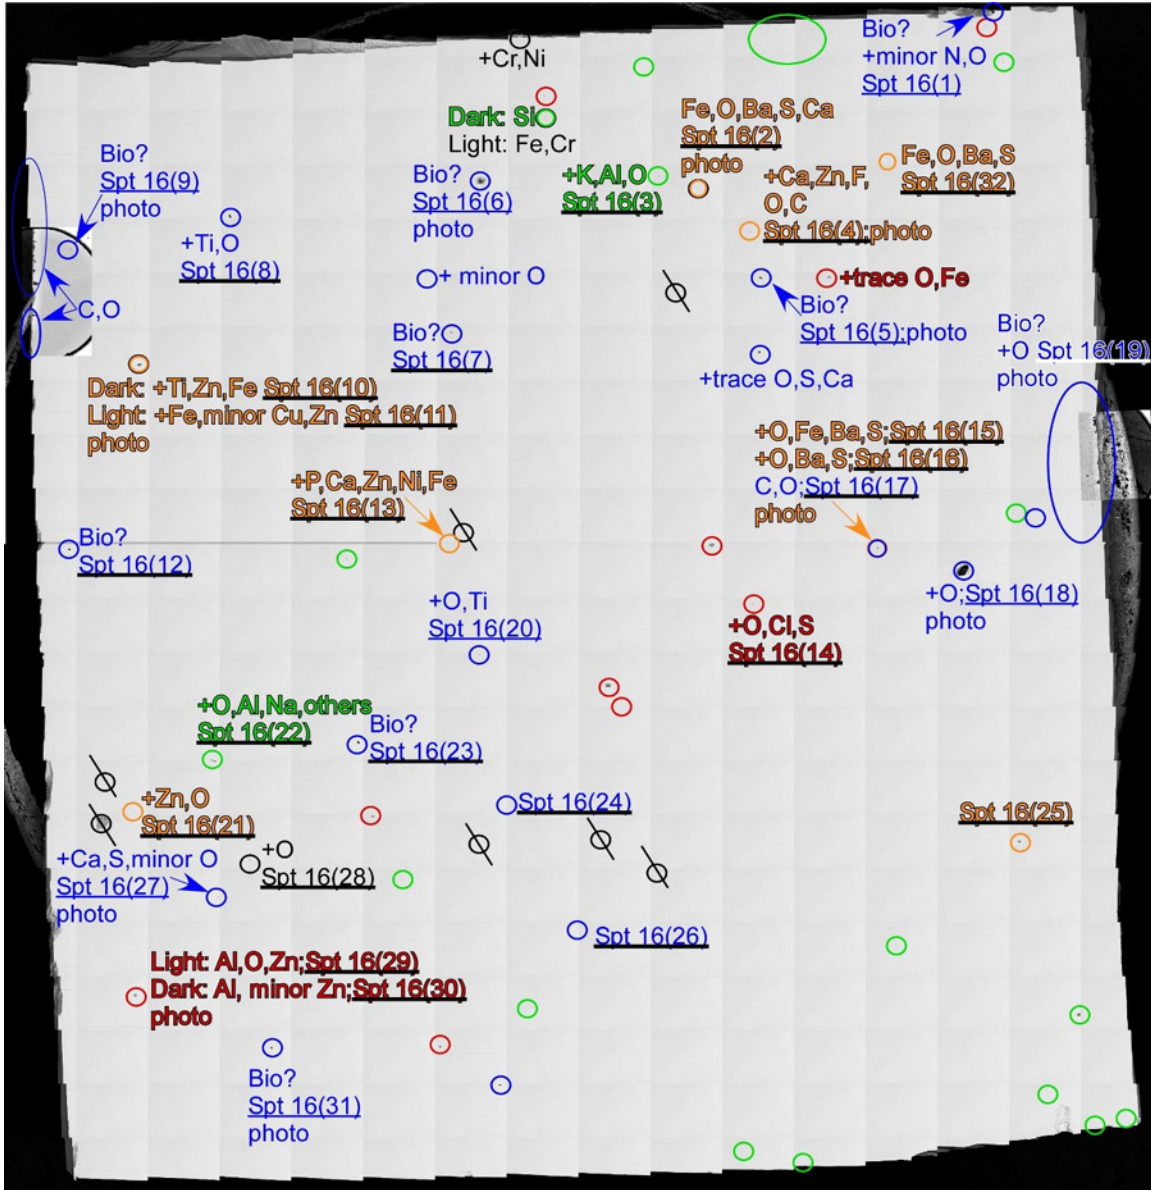 Bio?
+minor N,O
Spt 16(1)
+Cr,Ni
Dark: Si
Light: Fe,Cr
Fe,O,Ba,S,Ca
Spt 16(2)
photo
Fe,O,Ba,S
Spt 16(32)
Bio?
Spt 16(9)
photo
Bio?
Spt 16(6)
photo
+K,Al,O
Spt 16(3)
+Ca,Zn,F,
O,C
Spt 16(4);photo
+Ti,O
Spt 16(8)
+ minor O
+trace O,Fe
C,O
Bio?
Spt 16(5);photo
Bio?
Spt 16(7)
Bio?
+O Spt 16(19)
photo
+trace O,S,Ca
Dark: +Ti,Zn,Fe Spt 16(10)
Light: +Fe,minor Cu,Zn Spt 16(11)
photo
+O,Fe,Ba,S;Spt 16(15)
+O,Ba,S;Spt 16(16)
C,O;Spt 16(17)
photo
+P,Ca,Zn,Ni,Fe
Spt 16(13)
Bio?
Spt 16(12)
+O,Ti
Spt 16(20)
+O;Spt 16(18)
photo
+O,Cl,S
Spt 16(14)
+O,Al,Na,others
Spt 16(22)
Bio?
Spt 16(23)
+Zn,O
Spt 16(21)
Spt 16(24)
Spt 16(25)
+Ca,S,minor O
Spt 16(27)
photo
+O
Spt 16(28)
Spt 16(26)
Light: Al,O,Zn;Spt 16(29)
Dark: Al, minor Zn;Spt 16(30)
photo
Bio?
Spt 16(31)
photo